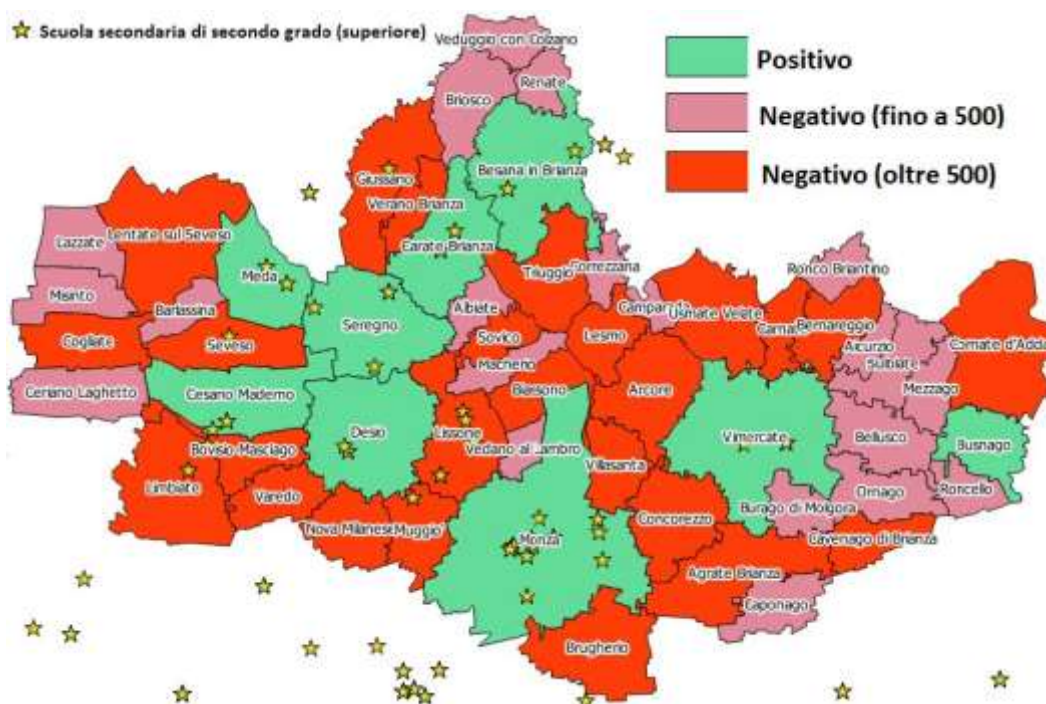 Scuola secondaria di secondo grado (superiore)
Positivo
Negativo (fino a 500)
Negativo (oltre 500)
Veduggio con Colzano
Renate
Briosco
Besana in Brianza
Giussano
Verano Brianza
Carate Brianza
Lazzate
Lentate sul Seveso
Meda
Misinto
Barlassina
Cogliate
Seveso
Seregno
Albiate
Triuggio
Correzzana
Ronco Briantino
Sovico
Lesmo
Usmate Velate
Bernareggio
Aicurzio
Sulbiate
Cornate d'Adda
Mezzago
Macherio
Biassono
Arcore
Ceriano Laghetto
Cesano Maderno
Desio
Lissone
Vedano al Lambro
Villasanta
Vimercate
Bellusco
Busnago
Bovisio Masciago
Limbiate
Varedo
Nova Milanese
Muggio
Monza
Concorezzo
Burago di Molgora
Ornago
Roncello
Cavenago di Brianza
Agrate Brianza
Caponago
Brugherio